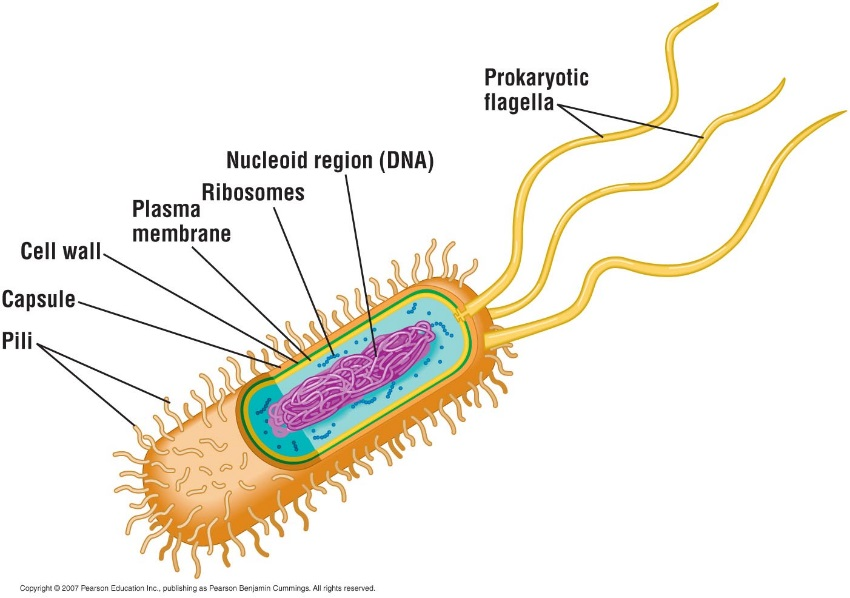 Prokaryotic
flagella
Nucleoid region (DNA)
Ribosomes
Plasma
membrane
Cell wall
Capsule
Pili
Copyright © 2007 Pearson Education Inc., publishing as Pearson Benjamin Cummings. All rights reserved.